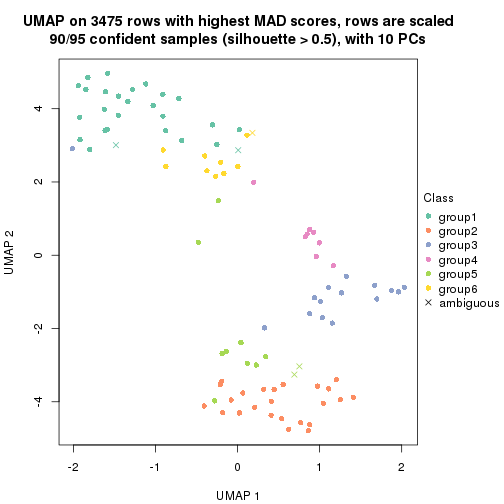 UMAP on 3475 rows with highest MAD scores, rows are scaled
90/95 confident samples (silhouette > 0.5), with 10 PCs
4
2
0
-2
-4
UMAP 2
-2
-1
0
1
2
UMAP 1
Class
group1
group2
group3
group4
group5
group6
ambiguous